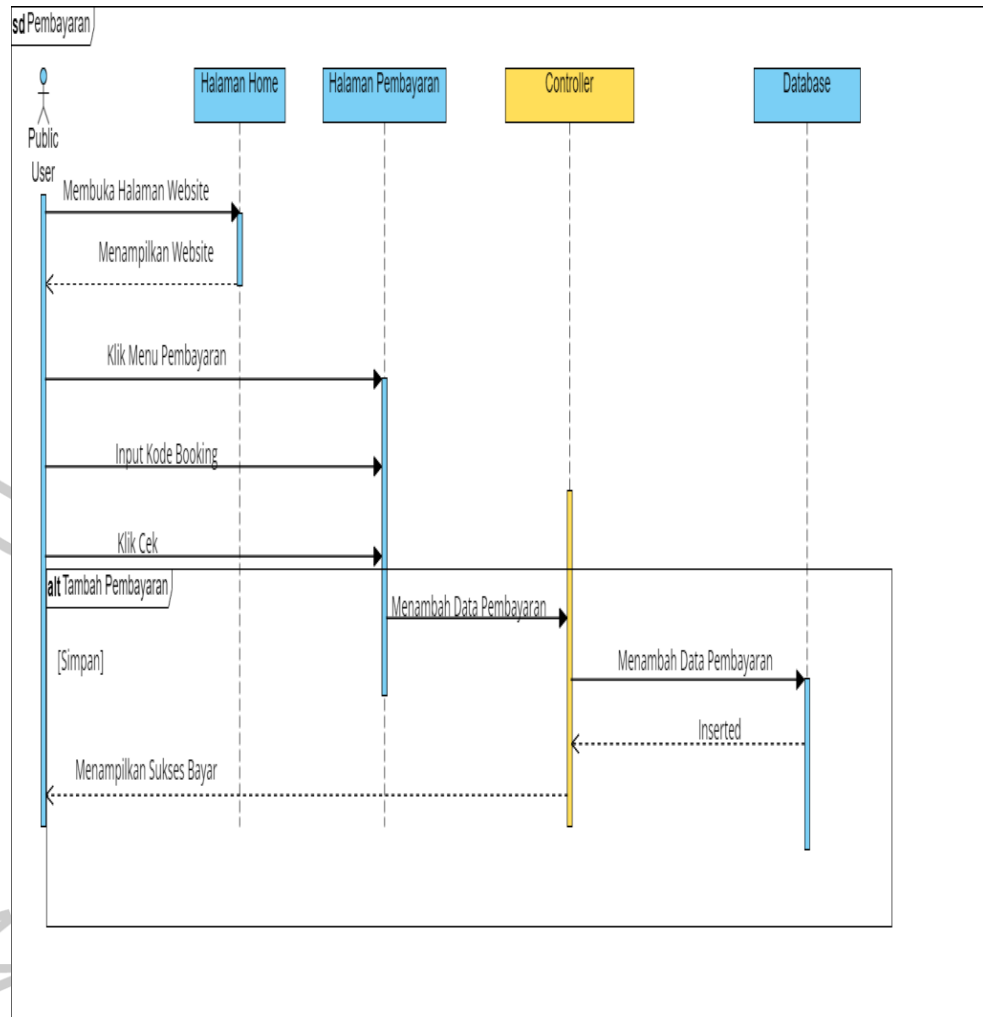 sd Pembayaran
Halaman Home
Halaman Pembayaran
Controller
Database
Public
User
Membuka Halaman Website
Menampilkan Website
Klik Menu Pembayaran
Input Kode Booking
Klik Cek
alt Tambah Pembayaran
Menambah Data Pembayaran
[Simpan]
Menambah Data Pembayaran
Inserted
Menampilkan Sukses Bayar